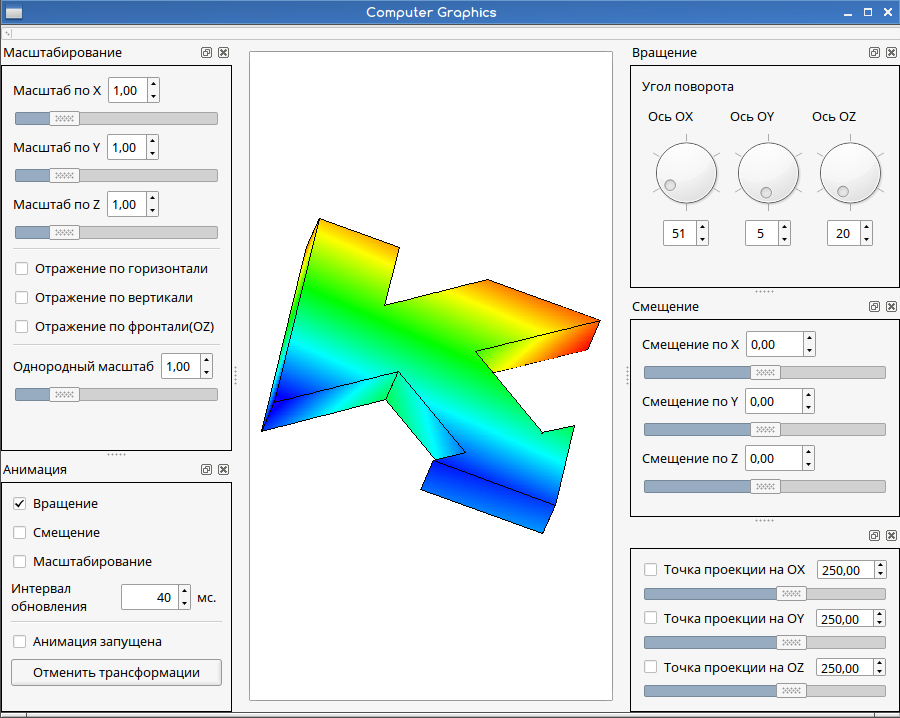 Computer Graphics
Масштабирование
Масштаб по X 1,00
Масштаб по Y 1,00
Масштаб по Z 1,00
Отражение по горизонтали
Отражение по вертикали
Отражение по фронтали(OZ)
Однородный масштаб 1,00
Анимация
Вращение
Смещение
Масштабирование
Интервал
обновления 40 мс.
Анимация запущена
Отменить трансформации
Вращение
Угол поворота
Ось OX Ось OY Ось OZ
51 5 20
Смещение
Смещение по X 0,00
Смещение по Y 0,00
Смещение по Z 0,00
Точка проекции на OX 250,00
Точка проекции на OY 250,00
Точка проекции на OZ 250,00